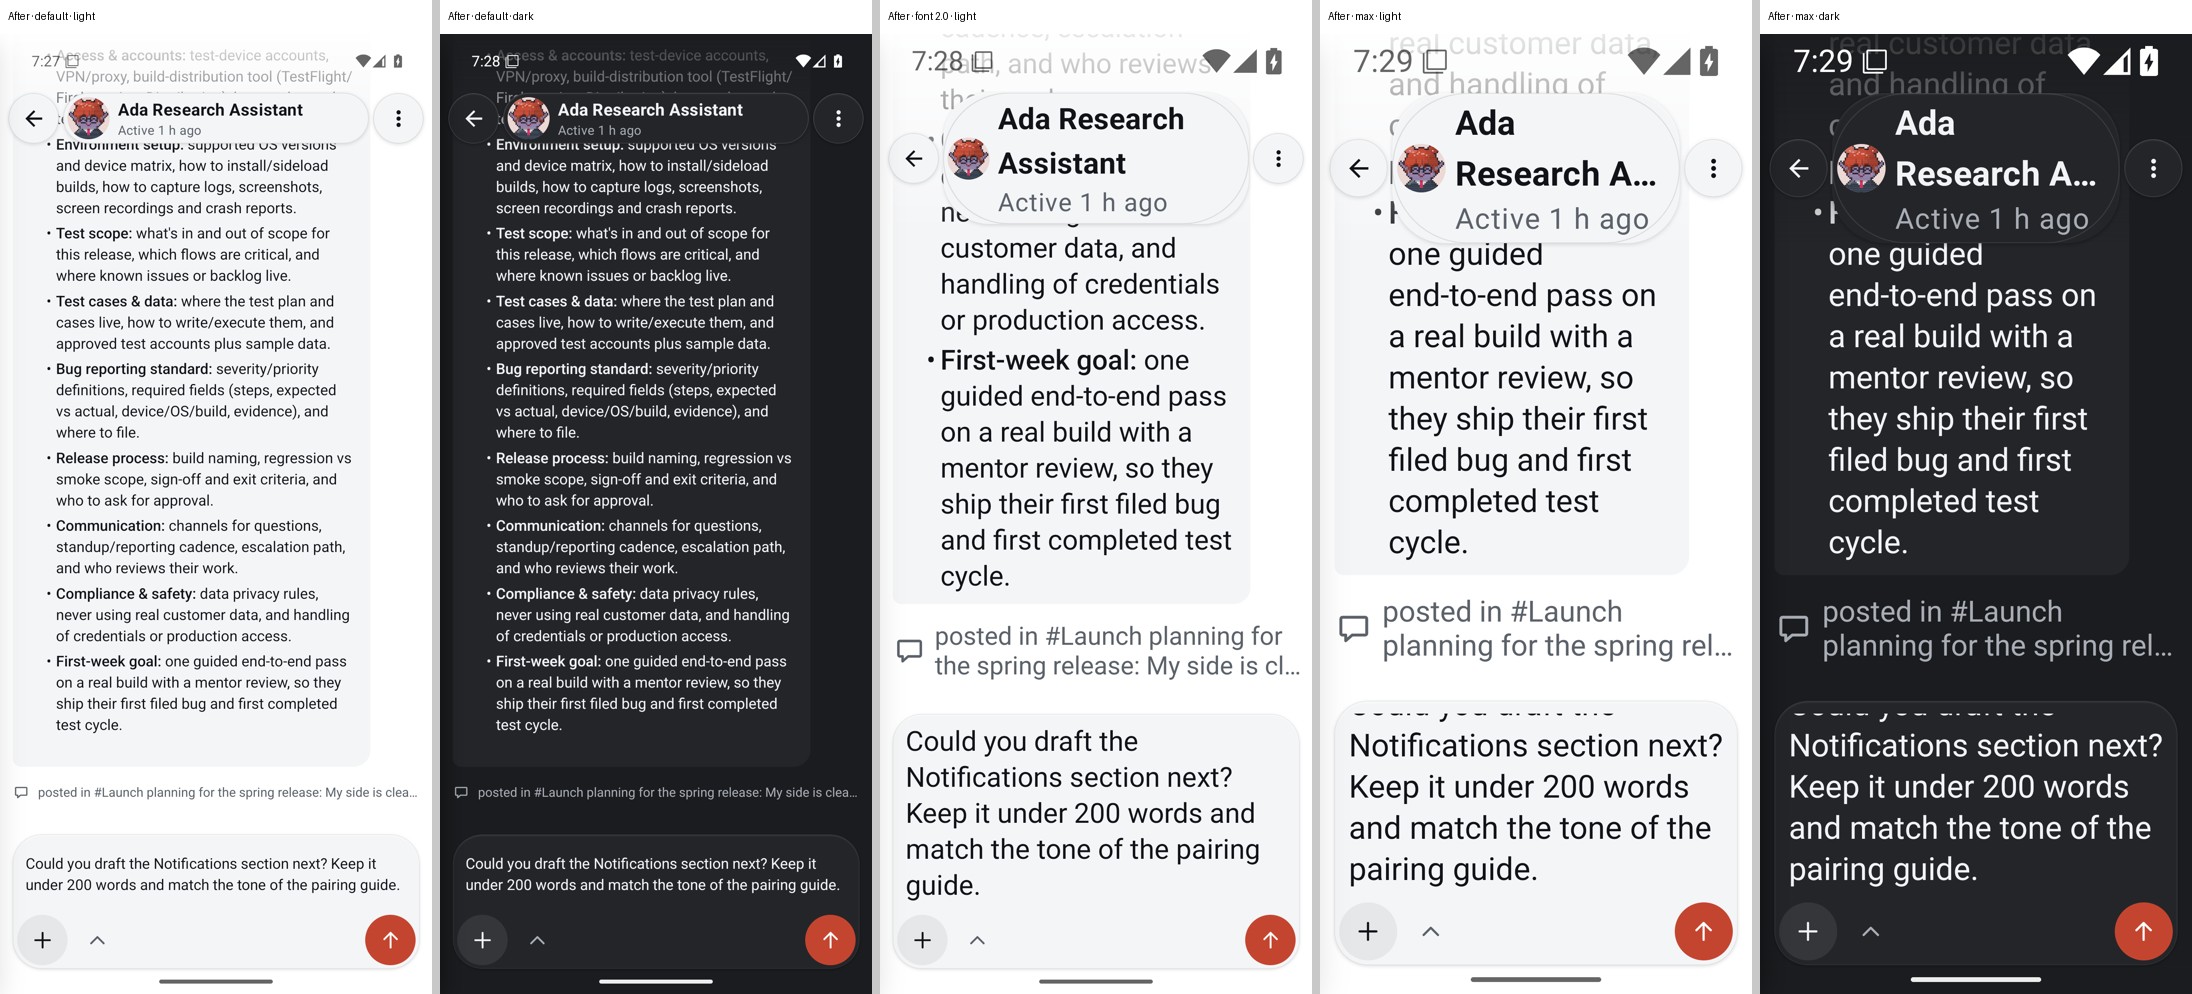 After · default · light
7:27
Access & accounts: test-device accounts,
VPN/proxy, build-distribution tool (TestFlight/
Ada Research Assistant
Active 1 h ago
Environment setup: supported OS versions
and device matrix, how to install/sideload
builds, how to capture logs, screenshots,
screen recordings and crash reports.
• Test scope: what's in and out of scope for
this release, which flows are critical, and
where known issues or backlog live.
• Test cases & data: where the test plan and
cases live, how to write/execute them, and
approved test accounts plus sample data.
• Bug reporting standard: severity/priority
definitions, required fields (steps, expected
vs actual, device/OS/build, evidence), and
where to file.
• Release process: build naming, regression vs
smoke scope, sign-off and exit criteria, and
who to ask for approval.
• Communication: channels for questions,
standup/reporting cadence, escalation path,
and who reviews their work.
• Compliance & safety: data privacy rules,
never using real customer data, and handling
of credentials or production access.
• First-week goal: one guided end-to-end pass
on a real build with a mentor review, so they
ship their first filed bug and first completed
test cycle.
posted in #Launch planning for the spring release: My side is clea...
Could you draft the Notifications section next? Keep it
under 200 words and match the tone of the pairing guide.
After · default · dark
7:28
Access & accounts: test-device accounts,
VPN/proxy, build-distribution tool (TestFlight/
Ada Research Assistant
Active 1 h ago
Environment setup: supported OS versions
and device matrix, how to install/sideload
builds, how to capture logs, screenshots,
screen recordings and crash reports.
• Test scope: what's in and out of scope for
this release, which flows are critical, and
where known issues or backlog live.
• Test cases & data: where the test plan and
cases live, how to write/execute them, and
approved test accounts plus sample data.
• Bug reporting standard: severity/priority
definitions, required fields (steps, expected
vs actual, device/OS/build, evidence), and
where to file.
• Release process: build naming, regression vs
smoke scope, sign-off and exit criteria, and
who to ask for approval.
• Communication: channels for questions,
standup/reporting cadence, escalation path,
and who reviews their work.
• Compliance & safety: data privacy rules,
never using real customer data, and handling
of credentials or production access.
• First-week goal: one guided end-to-end pass
on a real build with a mentor review, so they
ship their first filed bug and first completed
test cycle.
posted in #Launch planning for the spring release: My side is clea...
Could you draft the Notifications section next? Keep it
under 200 words and match the tone of the pairing guide.
After · font 2.0 · light
7:28
cadence, escalation
path, and who reviews
Ada Research
Assistant
Active 1 h ago
customer data, and
handling of credentials
or production access.
• First-week goal: one
guided end-to-end pass
on a real build with a
mentor review, so they
ship their first filed bug
and first completed test
cycle.
posted in #Launch planning for
the spring release: My side is cl...
Could you draft the
Notifications section next?
Keep it under 200 words and
match the tone of the pairing
guide.
After · max · light
7:29
real customer data,
and handling of
Ada
Research A...
Active 1 h ago
one guided
end-to-end pass on
a real build with a
mentor review, so
they ship their first
filed bug and first
completed test
cycle.
posted in #Launch
planning for the spring rel...
Could you draft the
Notifications section next?
Keep it under 200 words
and match the tone of the
pairing guide.
After · max · dark
7:29
real customer data,
and handling of
Ada
Research A...
Active 1 h ago
one guided
end-to-end pass on
a real build with a
mentor review, so
they ship their first
filed bug and first
completed test
cycle.
posted in #Launch
planning for the spring rel...
Could you draft the
Notifications section next?
Keep it under 200 words
and match the tone of the
pairing guide.